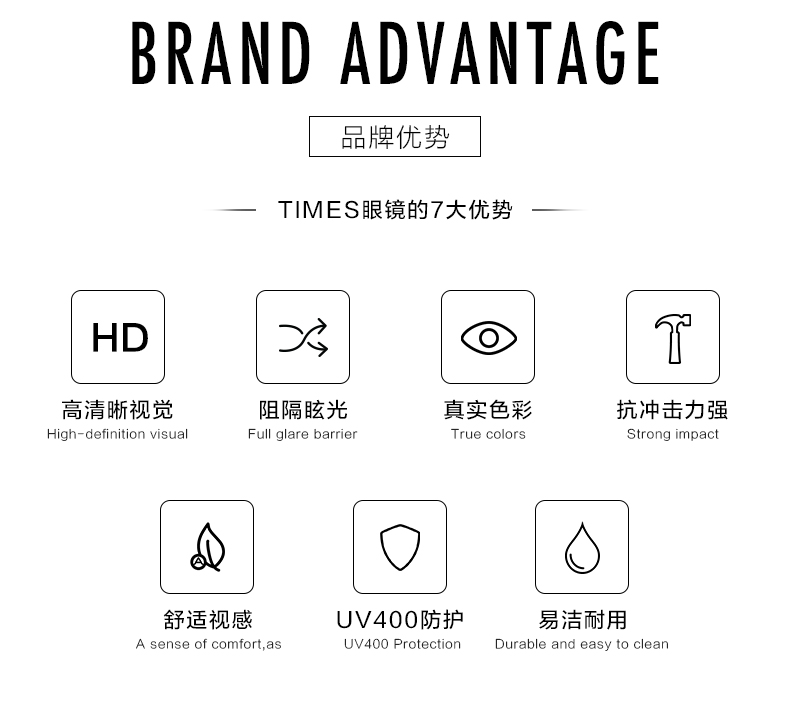 BRAND ADVANTAGE
品牌优势
TIMES眼镜的7大优势
HD
高清晰视觉
High-definition visual
阻隔眩光
Full glare barrier
真实色彩
True colors
抗冲击力强
Strong impact
A
舒适视感
A sense of comfort,as
UV400防护
UV400 Protection
易洁耐用
Durable and easy to clean